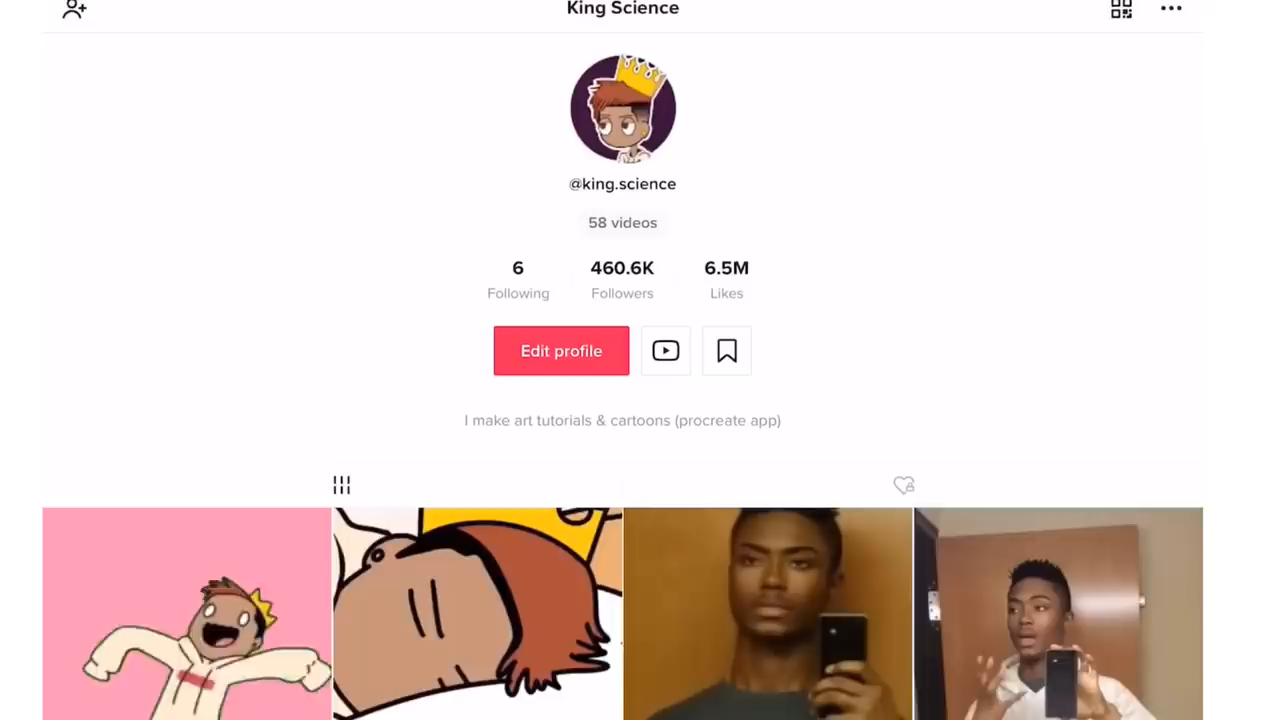 King Science
@king.science
58 videos
6 460.6K 6.5M
Following Followers Likes
Edit profile
I make art tutorials & cartoons (procreate app)